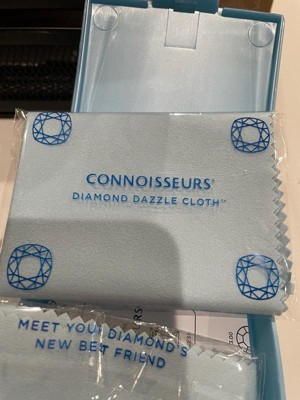 CONNOISSEURS®
DIAMOND DAZZLE CLOTH™
MEET YOUR DIAMOND'S
NEW BEST FRIEND